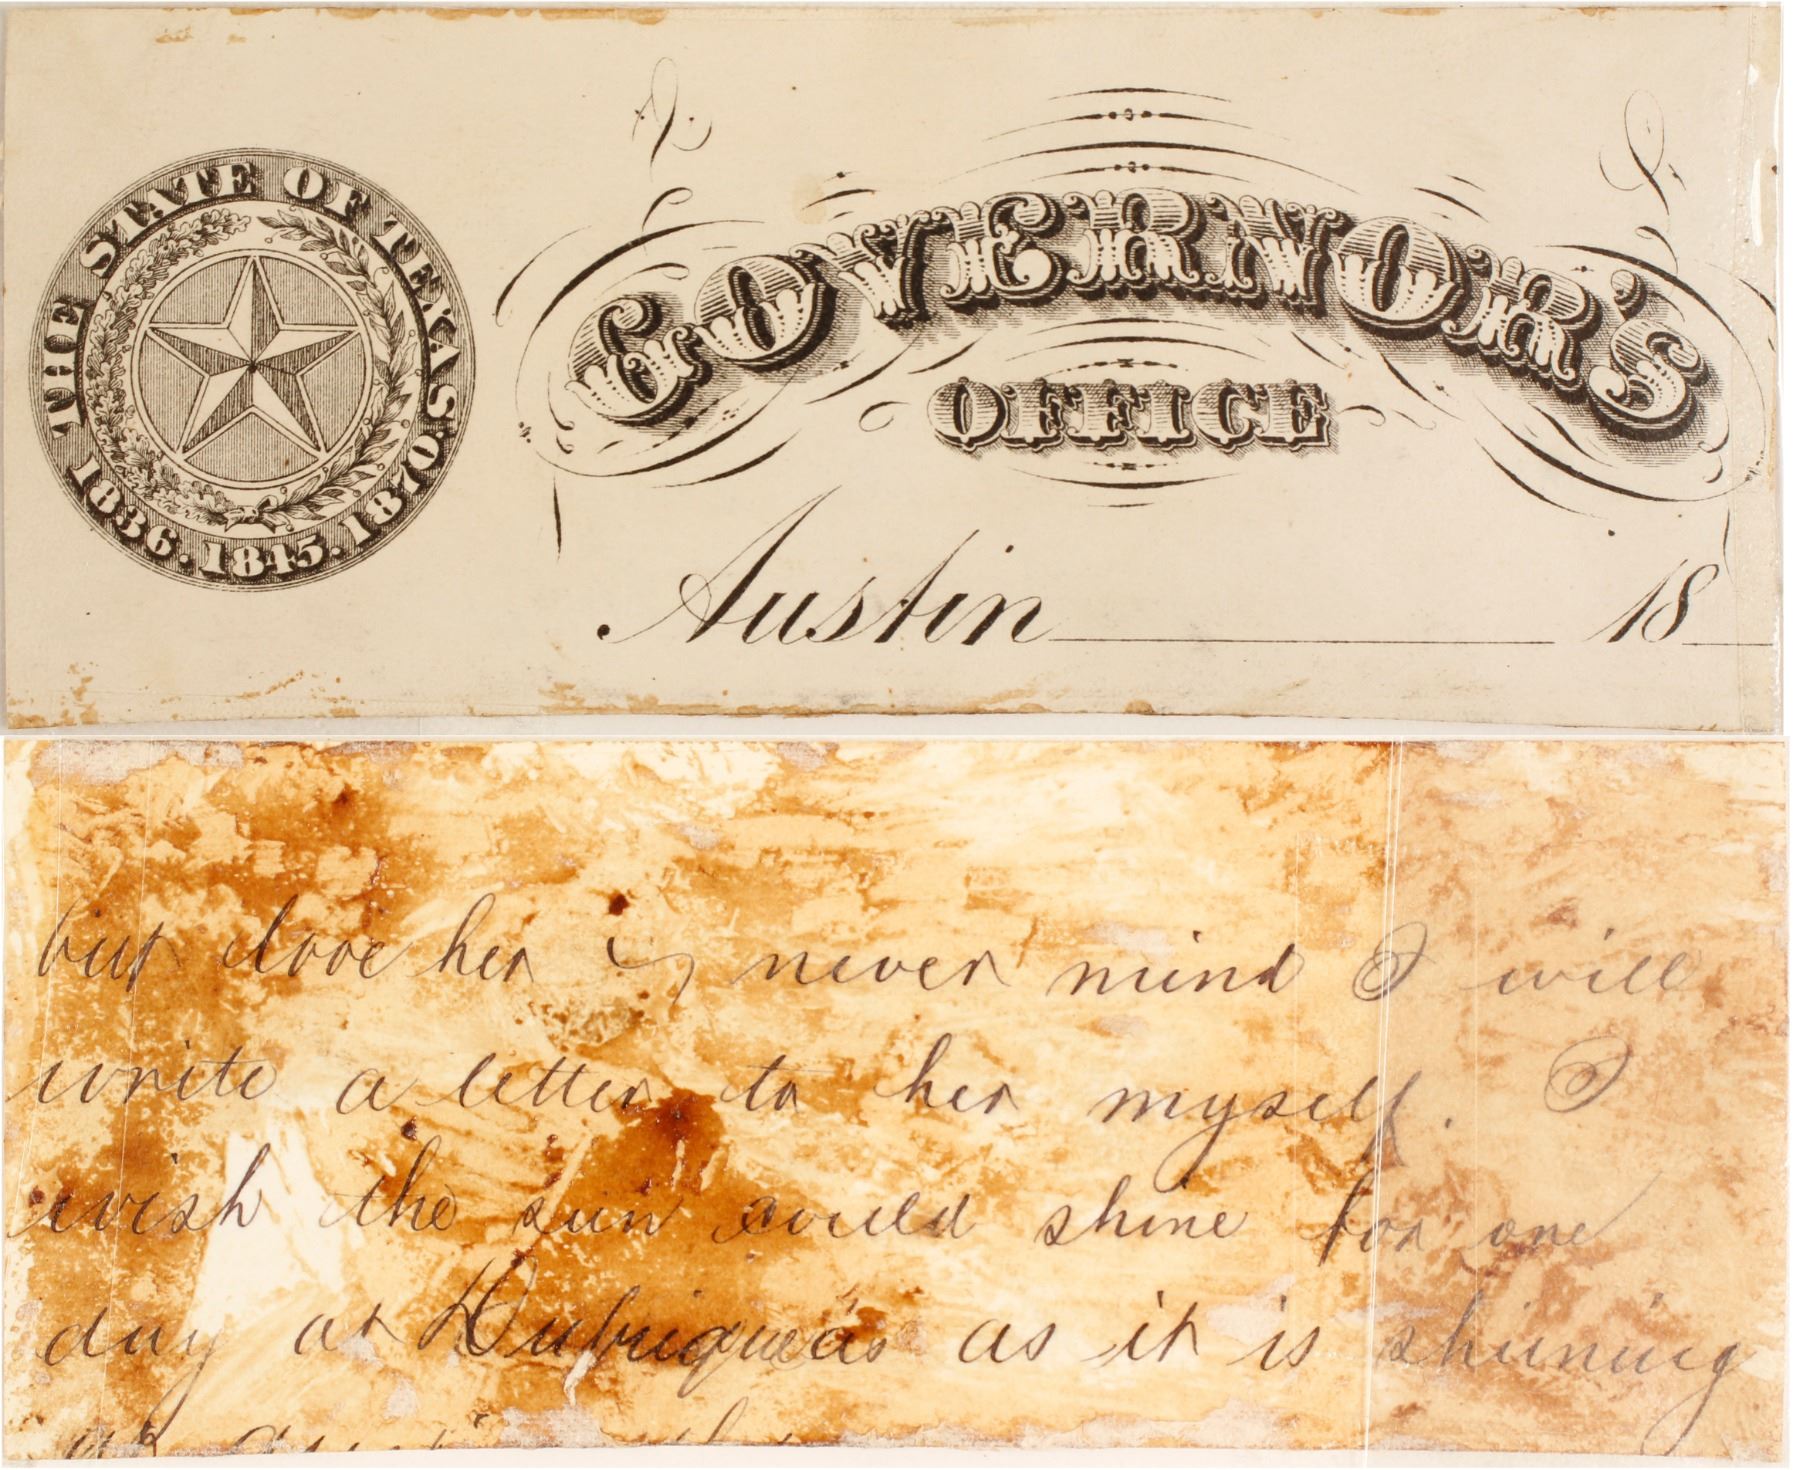 THE STATE OF TEXAS
1836. 1845. 1870.
GOVERNOR'S
OFFICE
Austin 18
but love her & never mind I will
write a letter to her myself. I
wish the sun would shine for one
day at as it is shining